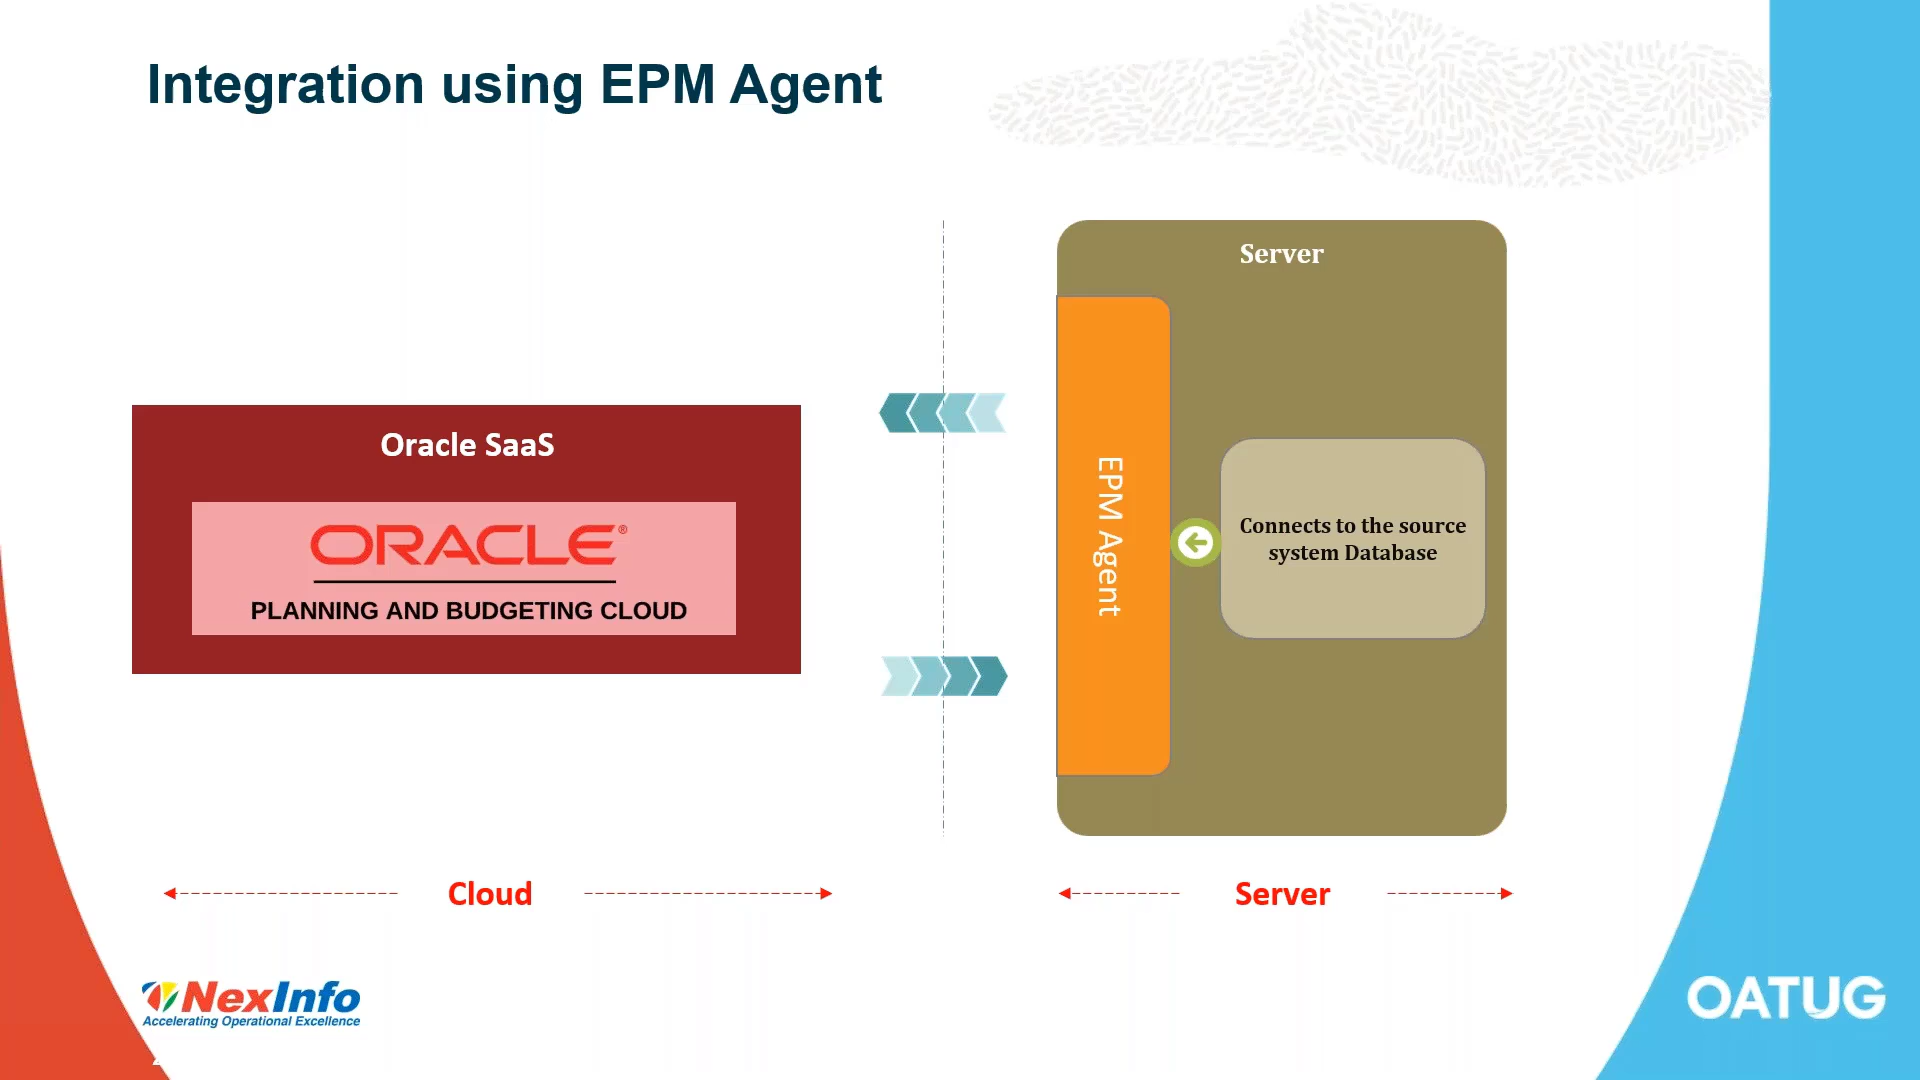 Integration using EPM Agent
Server
Oracle SaaS
ORACLE®
PLANNING AND BUDGETING CLOUD
EPM Agent
Connects to the source
system Database
Cloud
Server
NexInfo
Accelerating Operational Excellence
OATUG